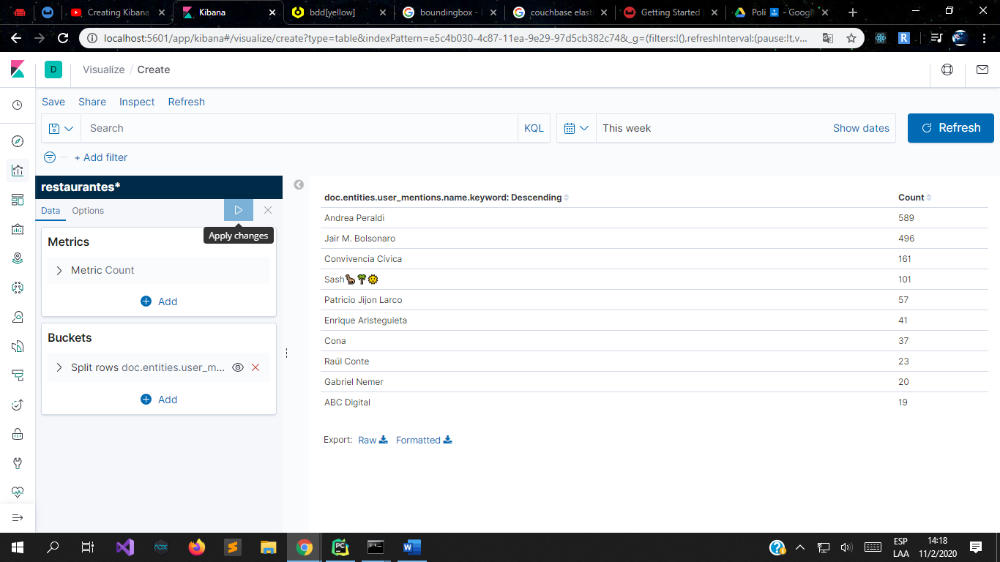 Creating Kibana
Kibana
bdd[yellow]
boundingbox - B
couchbase elast
Getting Started
Poli - Google
localhost:5601/app/kibana#/visualize/create?type=table&indexPattern=e5c4b030-4c87-11ea-9e29-97d5cb382c74&_g=(filters:!(),refreshInterval:(pause:!t,v...
R
D
Visualize / Create
Save Share Inspect Refresh
Search
KQL
This week
Show dates
Refresh
+ Add filter
restaurantes*
Data Options
Apply changes
Metrics
Metric Count
Add
Buckets
Split rows doc.entities.user_m...
Add
doc.entities.user_mentions.name.keyword: Descending Count
Andrea Peraldi 589
Jair M. Bolsonaro 496
Convivencia Cívica 161
Sash🦕🌴🌞 101
Patricio Jijon Larco 57
Enrique Aristeguieta 41
Cona 37
Raúl Conte 23
Gabriel Nemer 20
ABC Digital 19
Export: Raw Formatted
ESP
LAA
14:18
11/2/2020